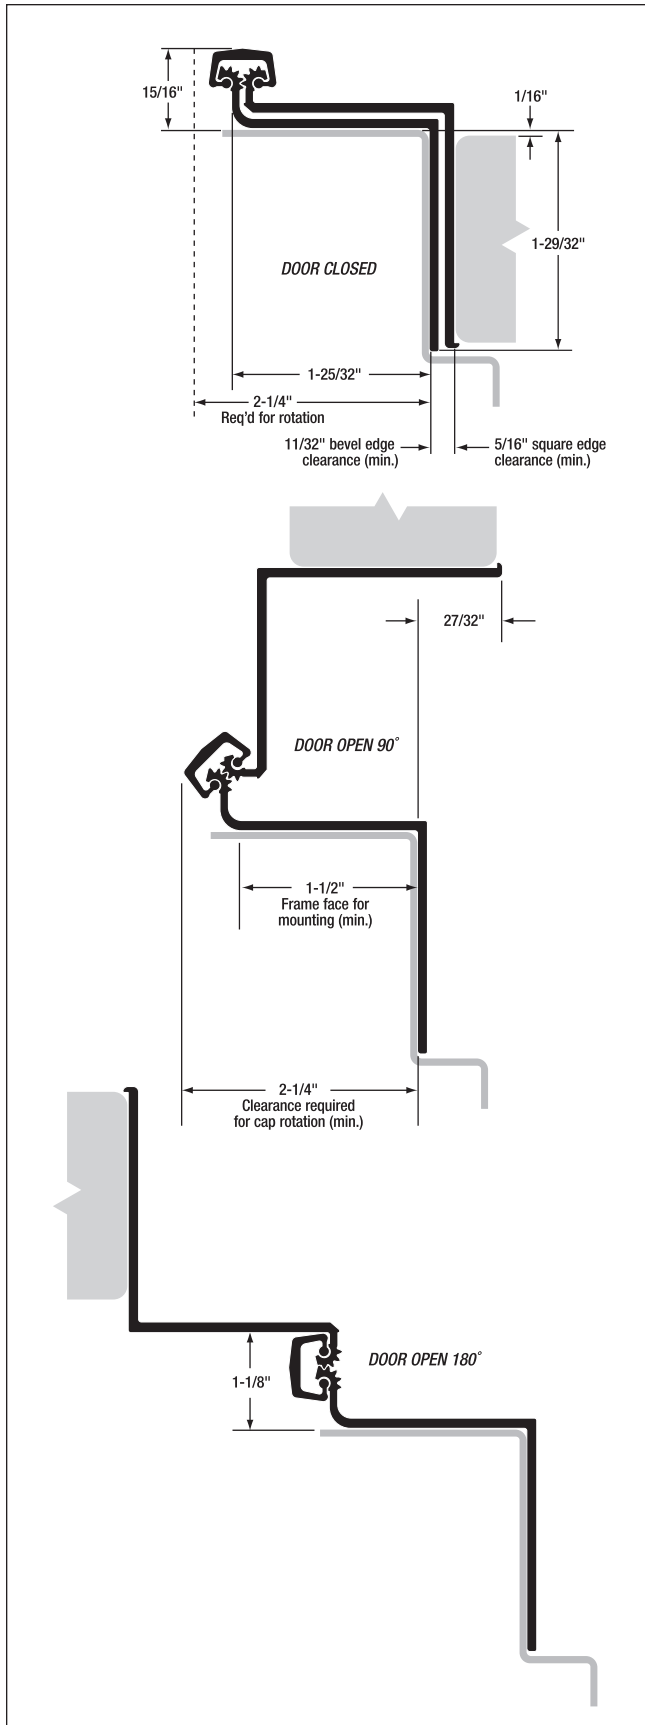 15/16"
1/16"
1-29/32"
DOOR CLOSED
1-25/32"
2-1/4"
Req'd for rotation
11/32" bevel edge
clearance (min.)
5/16" square edge
clearance (min.)
27/32"
DOOR OPEN 90°
1-1/2"
Frame face for
mounting (min.)
2-1/4"
Clearance required
for cap rotation (min.)
DOOR OPEN 180°
1-1/8"